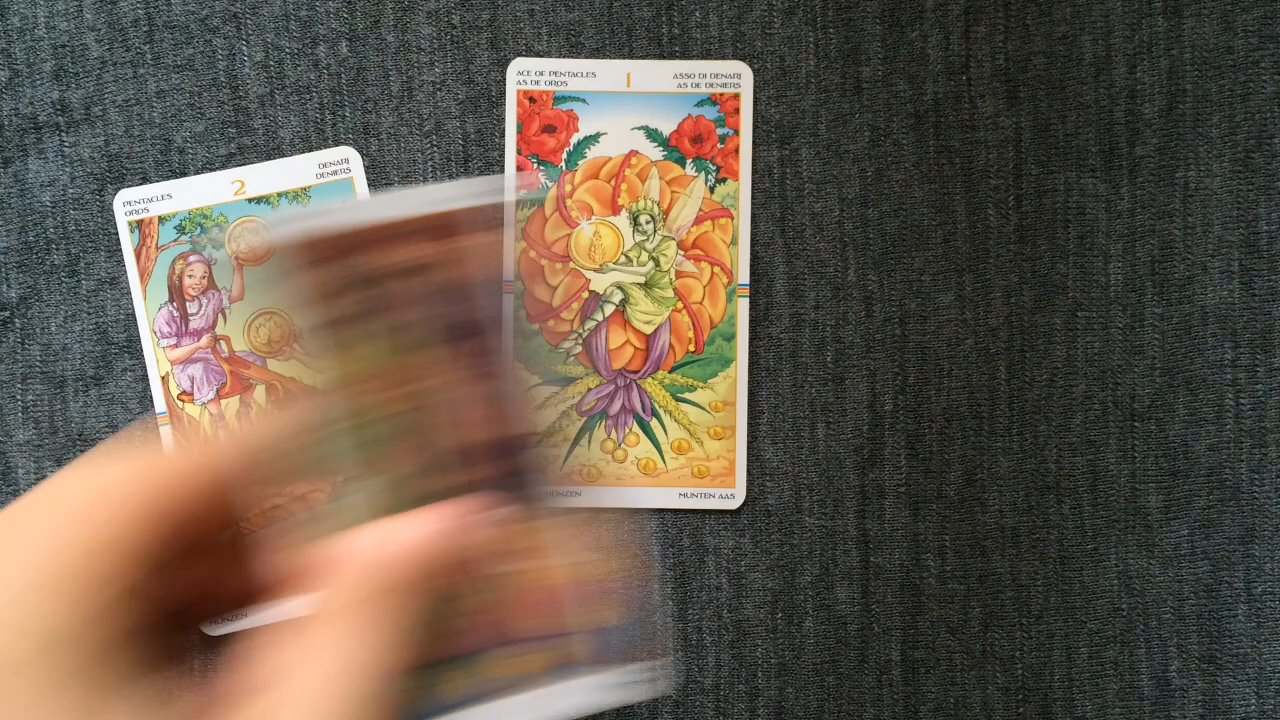 ACE OF PENTACLES
AS DE OROS
1
ASSO DI DENARI
AS DE DENIERS
MÜNZEN
MUNTEN AAS
PENTACLES
OROS
2
DENARI
DENIERS
MÜNZEN